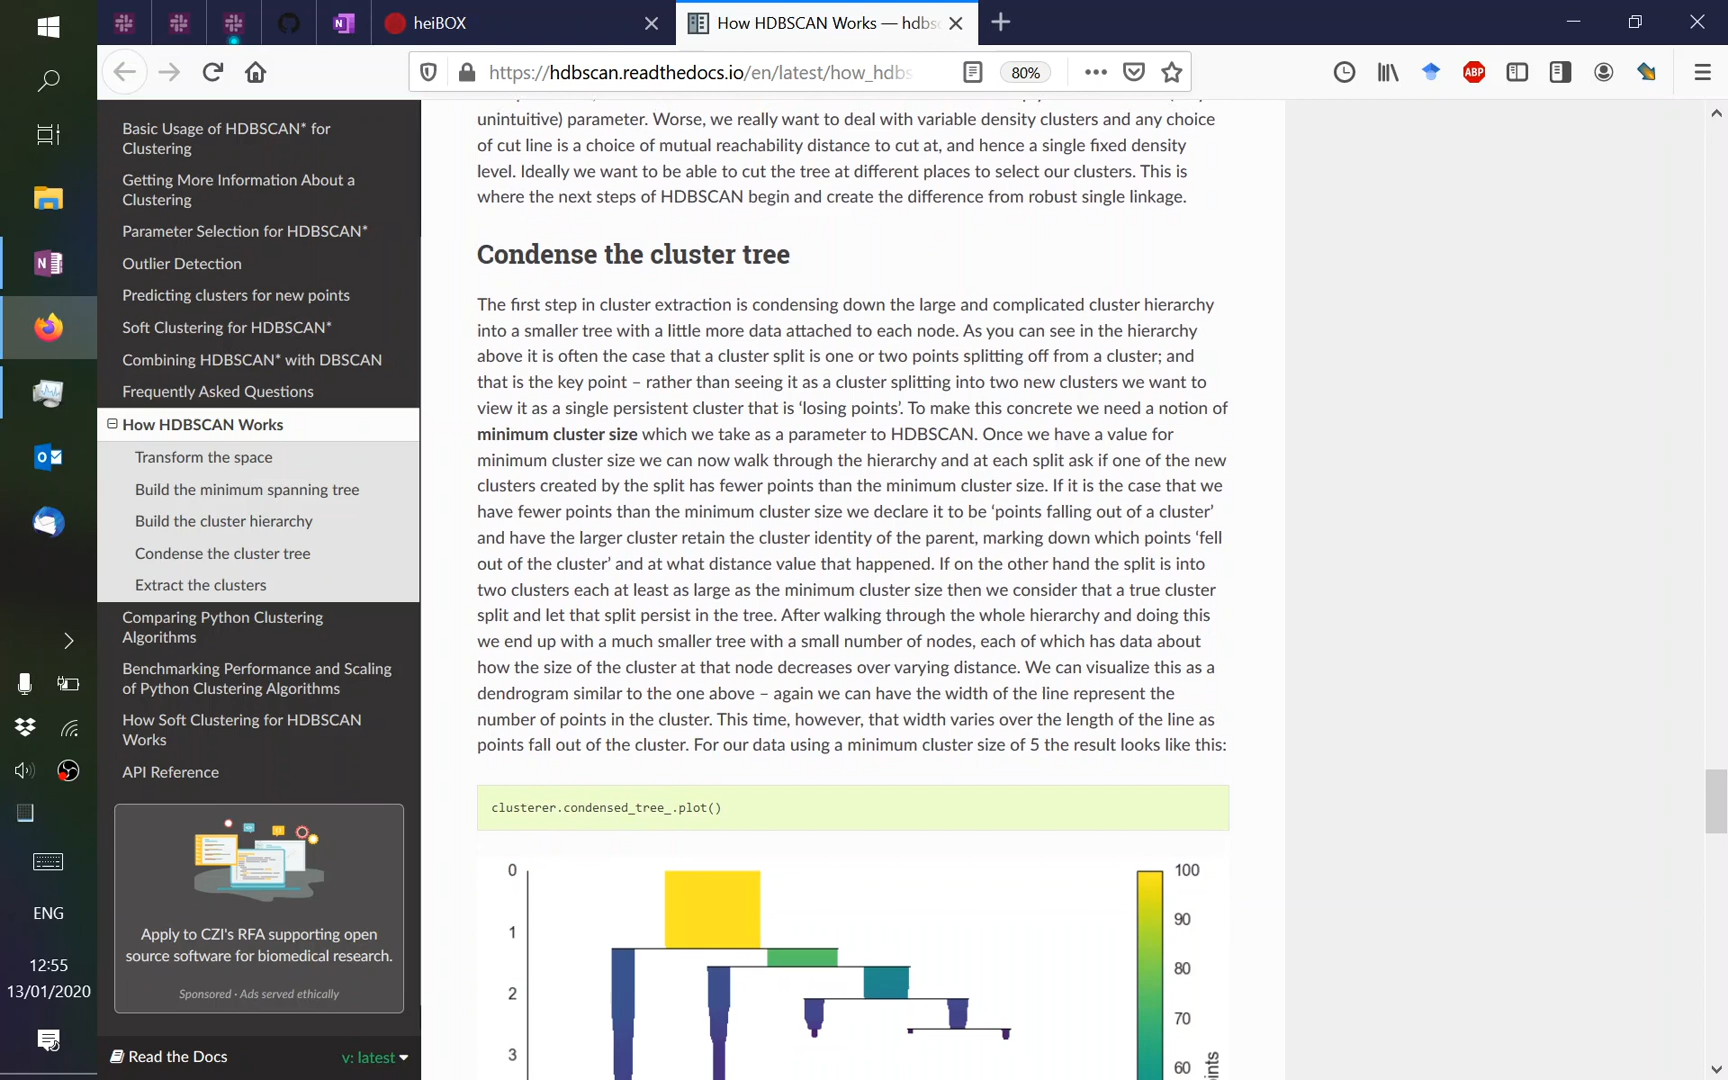 heiBOX
How HDBSCAN Works — hdbs
https://hdbscan.readthedocs.io/en/latest/how_hdbs
80%
ABP
Basic Usage of HDBSCAN* for
Clustering
Getting More Information About a
Clustering
Parameter Selection for HDBSCAN*
Outlier Detection
Predicting clusters for new points
Soft Clustering for HDBSCAN*
Combining HDBSCAN* with DBSCAN
Frequently Asked Questions
How HDBSCAN Works
Transform the space
Build the minimum spanning tree
Build the cluster hierarchy
Condense the cluster tree
Extract the clusters
Comparing Python Clustering
Algorithms
Benchmarking Performance and Scaling
of Python Clustering Algorithms
How Soft Clustering for HDBSCAN
Works
API Reference
Apply to CZI's RFA supporting open
source software for biomedical research.
Sponsored · Ads served ethically
Read the Docs
v: latest
ENG
12:55
13/01/2020
unintuitive) parameter. Worse, we really want to deal with variable density clusters and any choice
of cut line is a choice of mutual reachability distance to cut at, and hence a single fixed density
level. Ideally we want to be able to cut the tree at different places to select our clusters. This is
where the next steps of HDBSCAN begin and create the difference from robust single linkage.
Condense the cluster tree
The first step in cluster extraction is condensing down the large and complicated cluster hierarchy
into a smaller tree with a little more data attached to each node. As you can see in the hierarchy
above it is often the case that a cluster split is one or two points splitting off from a cluster; and
that is the key point – rather than seeing it as a cluster splitting into two new clusters we want to
view it as a single persistent cluster that is ‘losing points’. To make this concrete we need a notion of
minimum cluster size which we take as a parameter to HDBSCAN. Once we have a value for
minimum cluster size we can now walk through the hierarchy and at each split ask if one of the new
clusters created by the split has fewer points than the minimum cluster size. If it is the case that we
have fewer points than the minimum cluster size we declare it to be ‘points falling out of a cluster’
and have the larger cluster retain the cluster identity of the parent, marking down which points ‘fell
out of the cluster’ and at what distance value that happened. If on the other hand the split is into
two clusters each at least as large as the minimum cluster size then we consider that a true cluster
split and let that split persist in the tree. After walking through the whole hierarchy and doing this
we end up with a much smaller tree with a small number of nodes, each of which has data about
how the size of the cluster at that node decreases over varying distance. We can visualize this as a
dendrogram similar to the one above – again we can have the width of the line represent the
number of points in the cluster. This time, however, that width varies over the length of the line as
points fall out of the cluster. For our data using a minimum cluster size of 5 the result looks like this:
clusterer.condensed_tree_.plot()
0
1
2
3
100
90
80
70
60